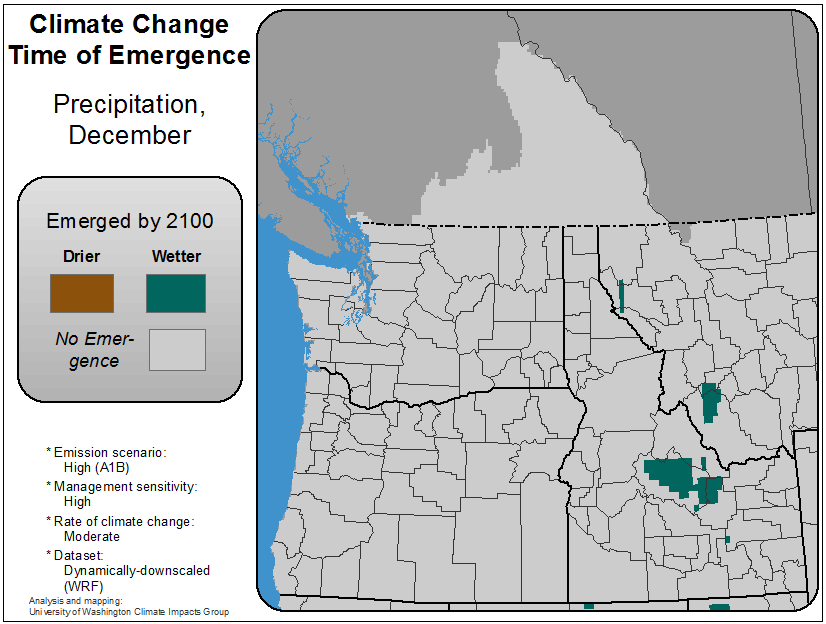 Climate Change
Time of Emergence
Precipitation,
December
Emerged by 2100
Drier
Wetter
No Emer-
gence
* Emission scenario:
High (A1B)
* Management sensitivity:
High
* Rate of climate change:
Moderate
* Dataset:
Dynamically-downscaled
(WRF)
Analysis and mapping:
University of Washington Climate Impacts Group